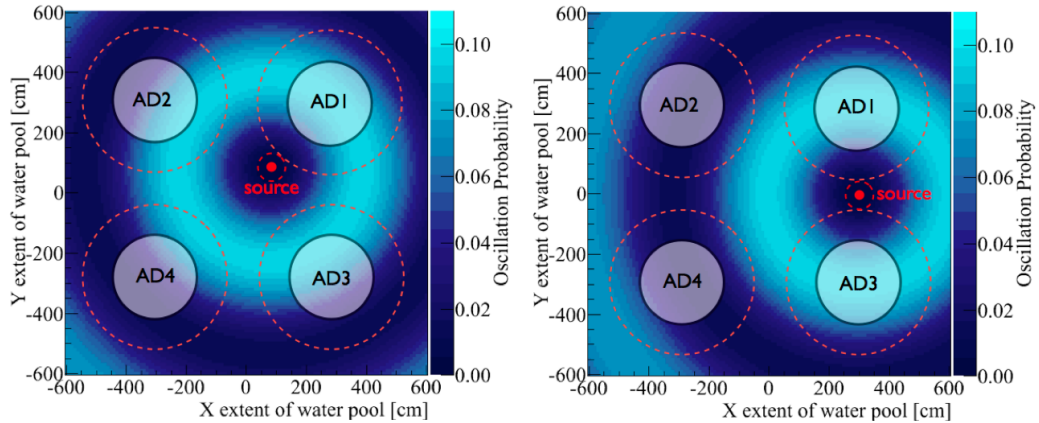 600
400
200
0
-200
-400
-600
Y extent of water pool [cm]
-600 -400 -200 0 200 400 600
X extent of water pool [cm]
AD2
AD1
source
AD4
AD3
0.10
0.08
0.06
0.04
0.02
0.00
Oscillation Probability
600
400
200
0
-200
-400
-600
Y extent of water pool [cm]
-600 -400 -200 0 200 400 600
X extent of water pool [cm]
AD2
AD1
source
AD4
AD3
0.10
0.08
0.06
0.04
0.02
0.00
Oscillation Probability